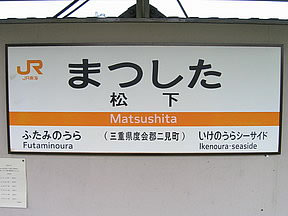 JR
JR東海
まつした
松下
Matsushita
ふたみのうら
(三重県度会郡二見町)
いけのうらシーサイド
Futaminoura
Ikenoura-seaside